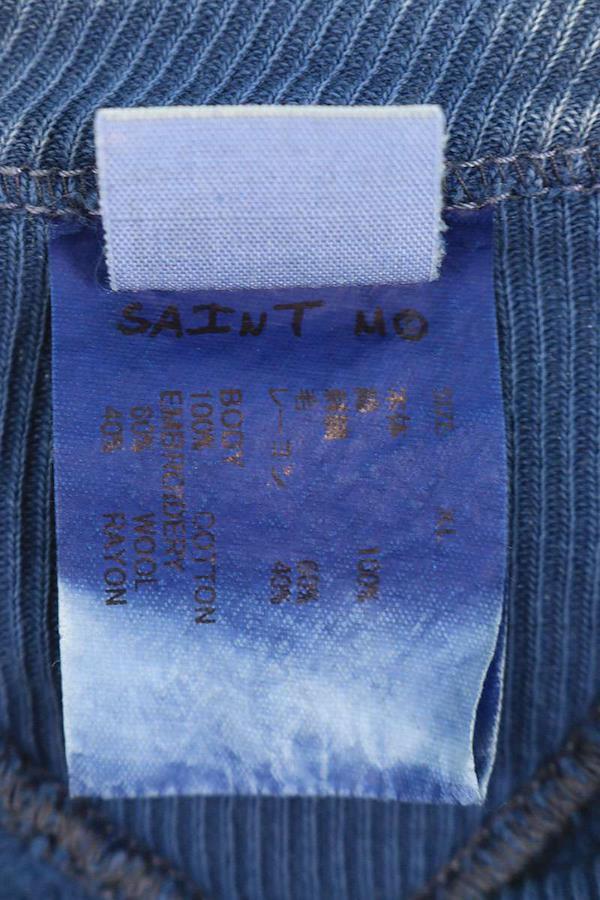 SAINT MO
SIZE XL
本体
綿 100%
刺繍
毛 60%
レーヨン 40%
BODY
100% COTTON
EMBROIDERY
60% WOOL
40% RAYON